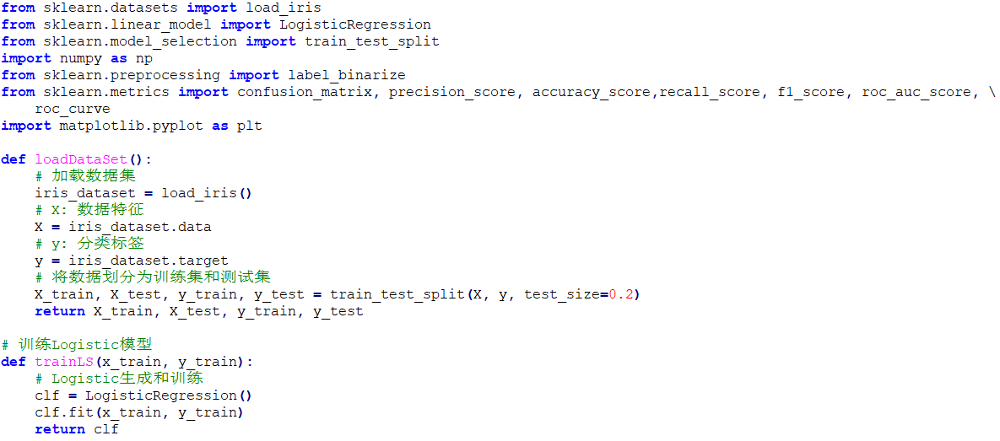 from sklearn.datasets import load_iris
from sklearn.linear_model import LogisticRegression
from sklearn.model_selection import train_test_split
import numpy as np
from sklearn.preprocessing import label_binarize
from sklearn.metrics import confusion_matrix, precision_score, accuracy_score,recall_score, f1_score, roc_auc_score, \
    roc_curve
import matplotlib.pyplot as plt

def loadDataSet():
    # 加载数据集
    iris_dataset = load_iris()
    # X: 数据特征
    X = iris_dataset.data
    # y: 分类标签
    y = iris_dataset.target
    # 将数据划分为训练集和测试集
    X_train, X_test, y_train, y_test = train_test_split(X, y, test_size=0.2)
    return X_train, X_test, y_train, y_test

# 训练Logistic模型
def trainLS(x_train, y_train):
    # Logistic生成和训练
    clf = LogisticRegression()
    clf.fit(x_train, y_train)
    return clf